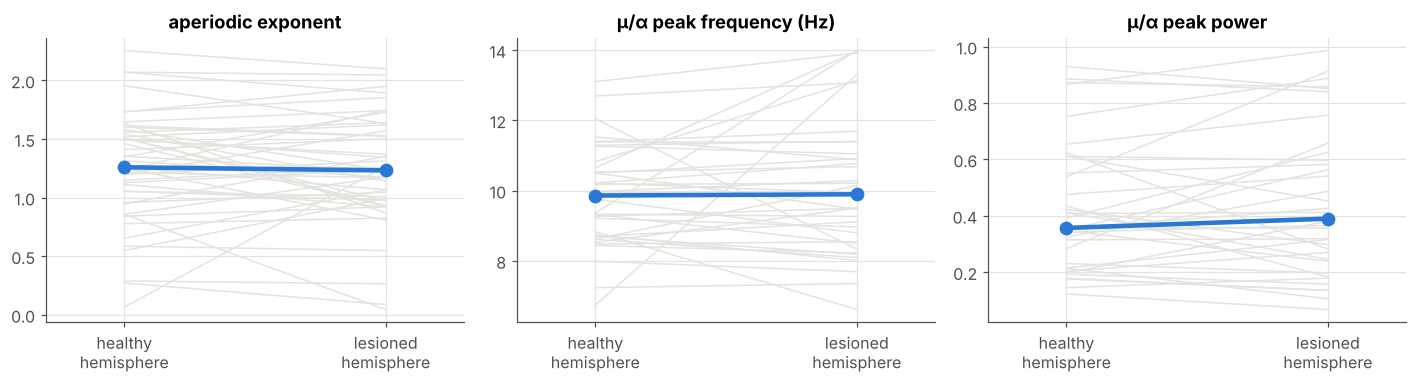 aperiodic exponent
2.0
1.5
1.0
0.5
0.0
healthy
hemisphere
lesioned
hemisphere
μ/α peak frequency (Hz)
14
12
10
8
healthy
hemisphere
lesioned
hemisphere
μ/α peak power
1.0
0.8
0.6
0.4
0.2
healthy
hemisphere
lesioned
hemisphere